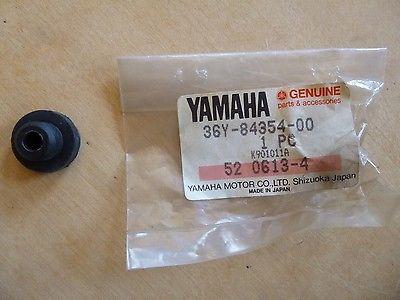 YAMAHA
GENUINE
parts & accessories
36Y-84354-00
1 PC
K901011A
52 0613-4
YAMAHA MOTOR CO.,LTD. Shizuoka Japan
MADE IN JAPAN